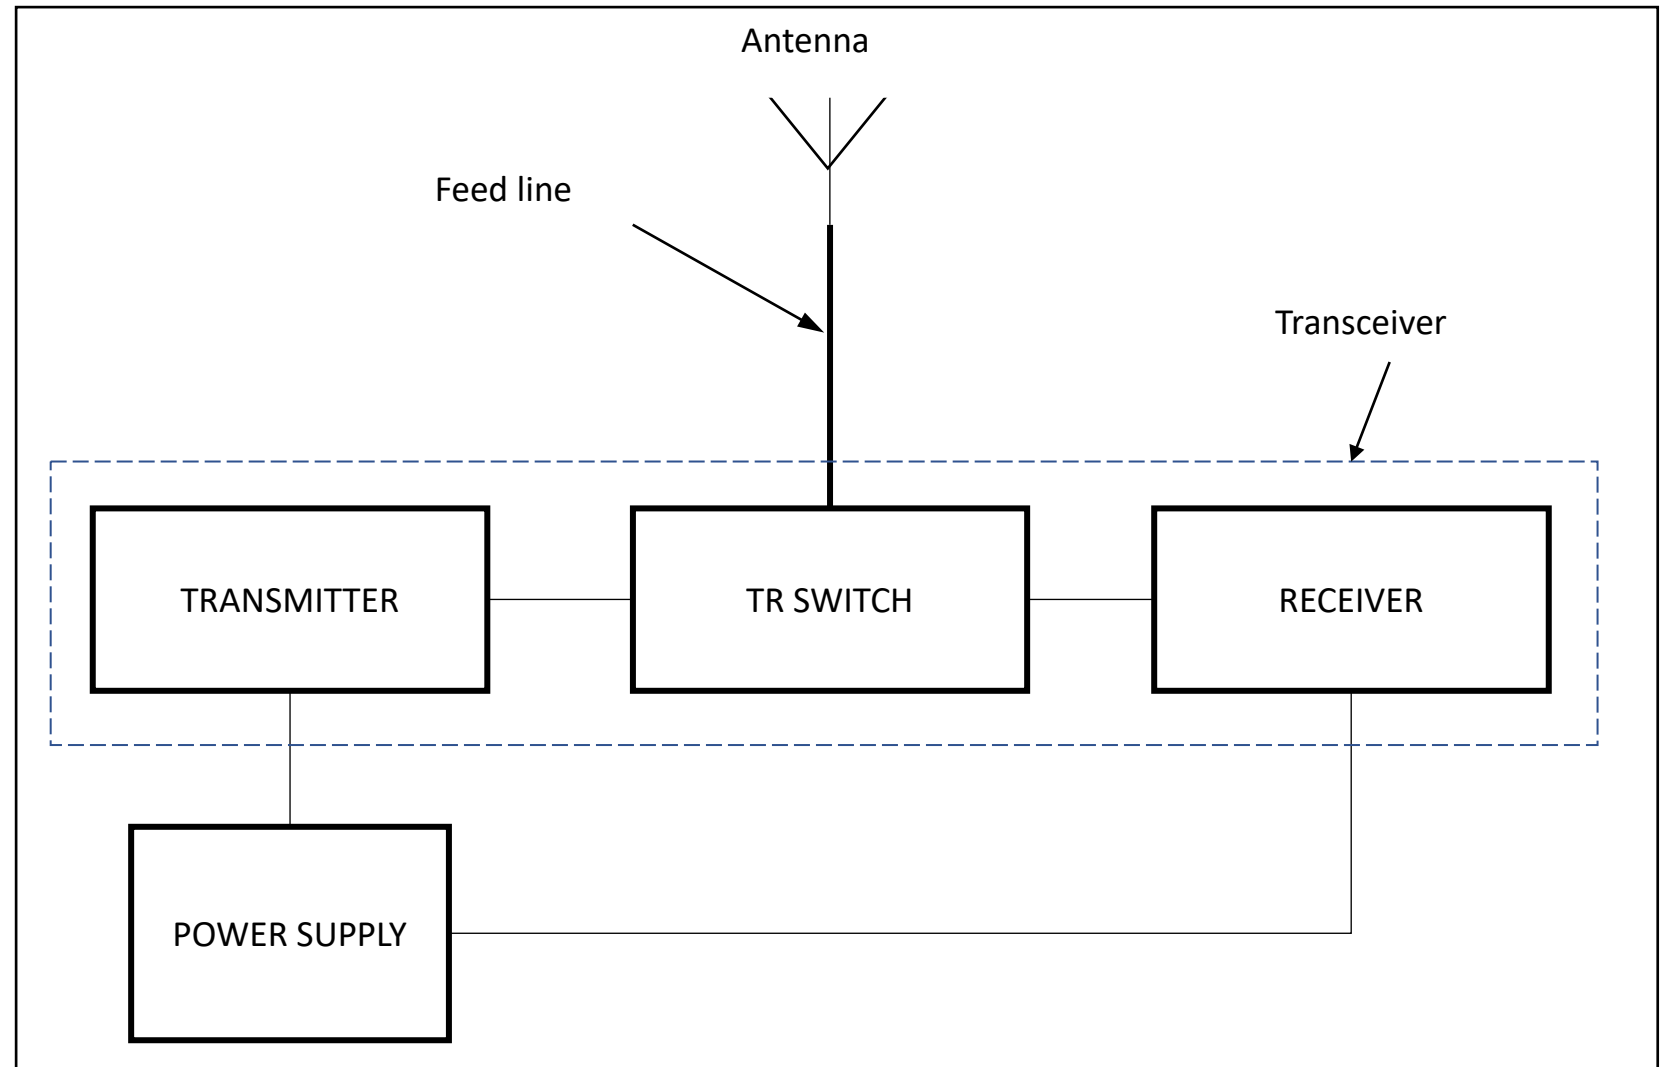 Antenna
Feed line
Transceiver
TRANSMITTER
TR SWITCH
RECEIVER
POWER SUPPLY